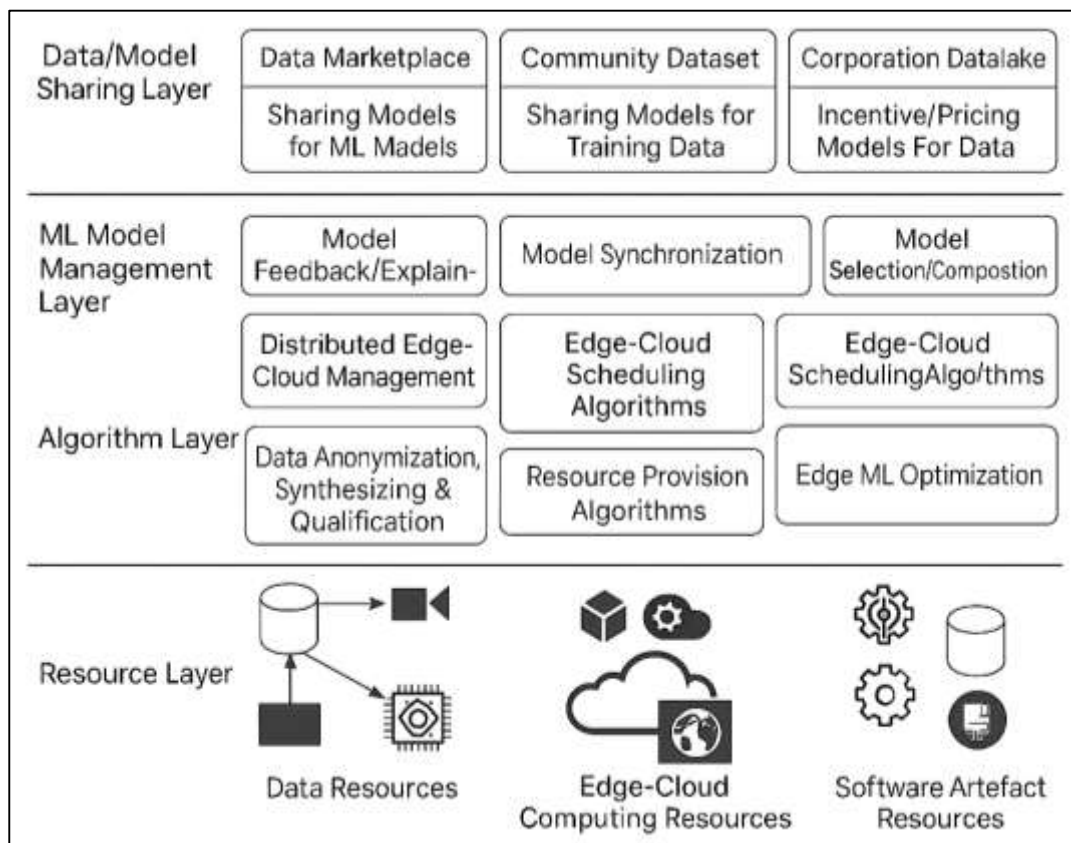 Data/Model
Sharing Layer
Data Marketplace
Sharing Models
for ML Madels
Community Dataset
Sharing Models for
Training Data
Corporation Datalake
Incentive/Pricing
Models For Data
ML Model
Management
Layer
Model
Feedback/Explain-
Model Synchronization
Model
Selection/Compostion
Distributed Edge-
Cloud Management
Edge-Cloud
Scheduling
Algorithms
Edge-Cloud
SchedulingAlgo/thms
Algorithm Layer
Data Anonymization,
Synthesizing &
Qualification
Resource Provision
Algorithms
Edge ML Optimization
Resource Layer
Data Resources
Edge-Cloud
Computing Resources
Software Artefact
Resources